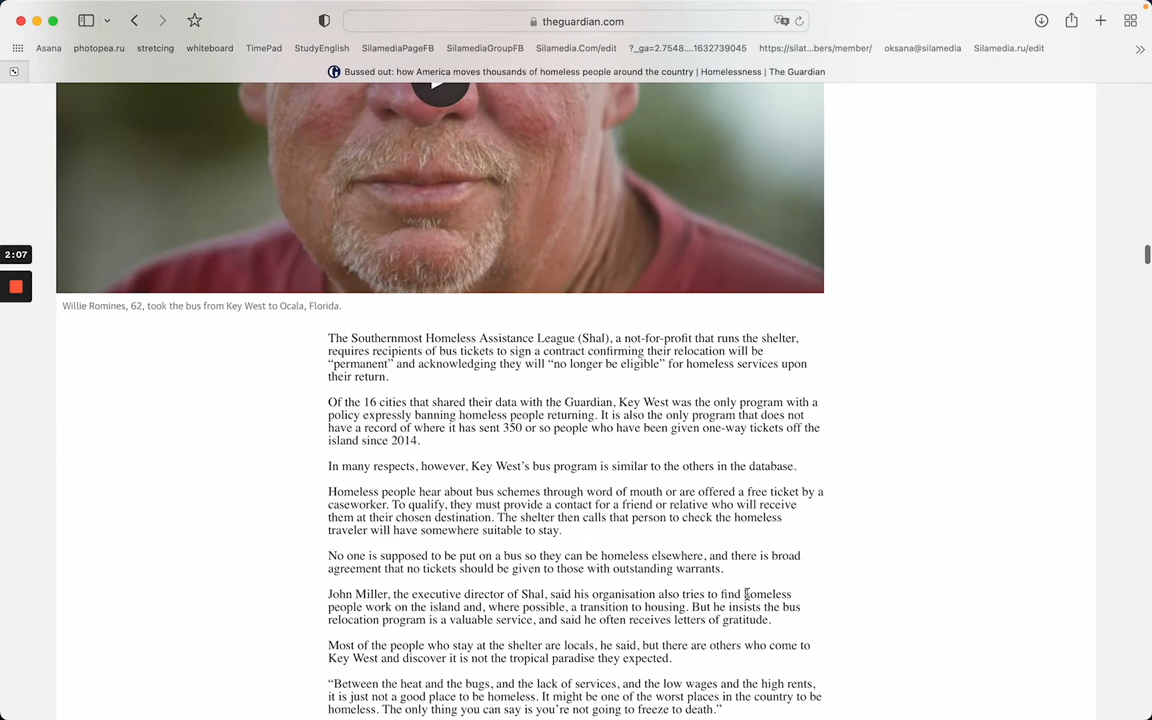 theguardian.com
Asana photopea.ru stretcing whiteboard TimePad StudyEnglish SilamediaPageFB SilamediaGroupFB Silamedia.Com/edit ?_ga=2.7548....1632739045 https://silat...bers/member/ oksana@silamedia Silamedia.ru/edit
Bussed out: how America moves thousands of homeless people around the country | Homelessness | The Guardian
2:07
Willie Romines, 62, took the bus from Key West to Ocala, Florida.
The Southernmost Homeless Assistance League (Shal), a not-for-profit that runs the shelter,
requires recipients of bus tickets to sign a contract confirming their relocation will be
“permanent” and acknowledging they will “no longer be eligible” for homeless services upon
their return.
Of the 16 cities that shared their data with the Guardian, Key West was the only program with a
policy expressly banning homeless people returning. It is also the only program that does not
have a record of where it has sent 350 or so people who have been given one-way tickets off the
island since 2014.
In many respects, however, Key West’s bus program is similar to the others in the database.
Homeless people hear about bus schemes through word of mouth or are offered a free ticket by a
caseworker. To qualify, they must provide a contact for a friend or relative who will receive
them at their chosen destination. The shelter then calls that person to check the homeless
traveler will have somewhere suitable to stay.
No one is supposed to be put on a bus so they can be homeless elsewhere, and there is broad
agreement that no tickets should be given to those with outstanding warrants.
John Miller, the executive director of Shal, said his organisation also tries to find homeless
people work on the island and, where possible, a transition to housing. But he insists the bus
relocation program is a valuable service, and said he often receives letters of gratitude.
Most of the people who stay at the shelter are locals, he said, but there are others who come to
Key West and discover it is not the tropical paradise they expected.
“Between the heat and the bugs, and the lack of services, and the low wages and the high rents,
it is just not a good place to be homeless. It might be one of the worst places in the country to be
homeless. The only thing you can say is you’re not going to freeze to death.”